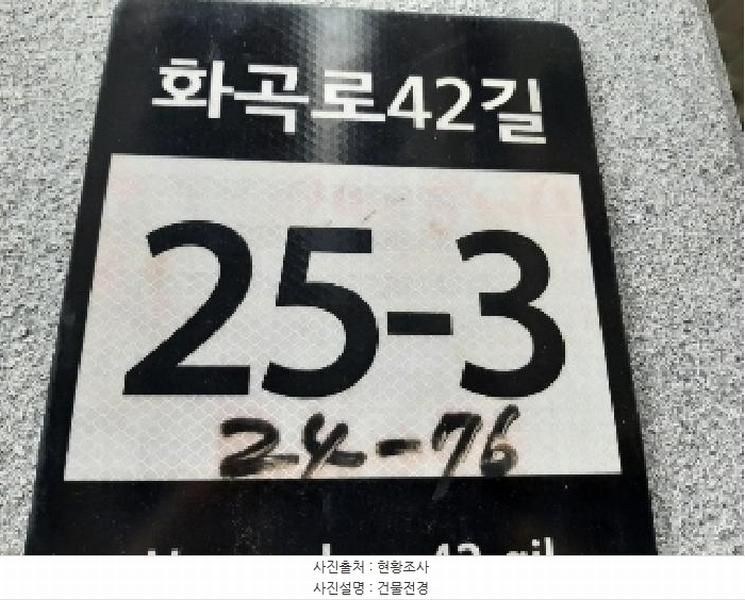 화곡로42길
25-3
24-76
사진출처 : 현황조사
사진설명 : 건물전경